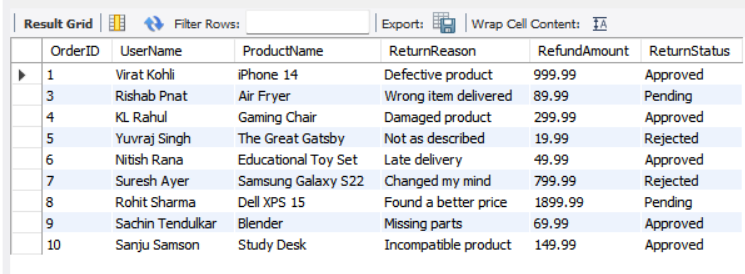 Result Grid Filter Rows: Export: Wrap Cell Content: IA
OrderID UserName ProductName ReturnReason RefundAmount ReturnStatus
1 Virat Kohli iPhone 14 Defective product 999.99 Approved
3 Rishab Pnat Air Fryer Wrong item delivered 89.99 Pending
4 KL Rahul Gaming Chair Damaged product 299.99 Approved
5 Yuvraj Singh The Great Gatsby Not as described 19.99 Rejected
6 Nitish Rana Educational Toy Set Late delivery 49.99 Approved
7 Suresh Ayer Samsung Galaxy S22 Changed my mind 799.99 Rejected
8 Rohit Sharma Dell XPS 15 Found a better price 1899.99 Pending
9 Sachin Tendulkar Blender Missing parts 69.99 Approved
10 Sanju Samson Study Desk Incompatible product 149.99 Approved